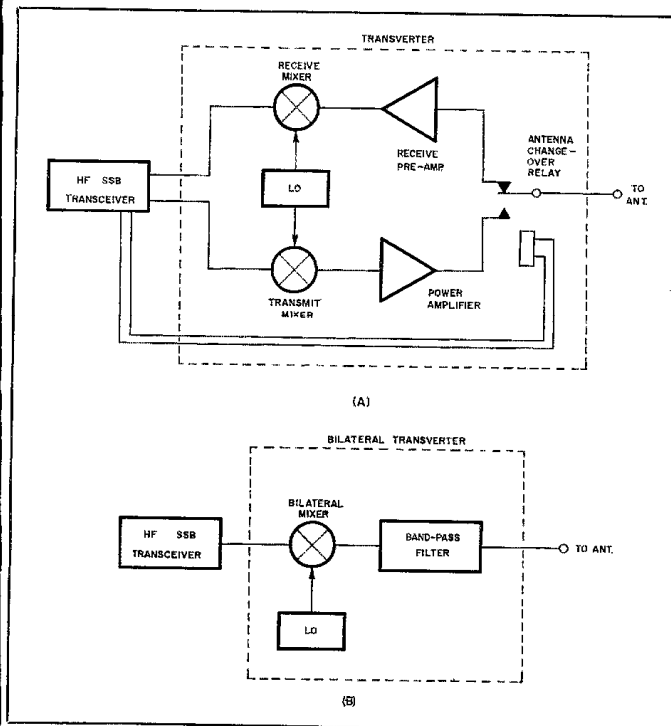 TRANSVERTER
RECEIVE
MIXER
RECEIVE
PRE-AMP
ANTENNA
CHANGE-
OVER
RELAY
HF SSB
TRANSCEIVER
LO
TO
ANT.
TRANSMIT
MIXER
POWER
AMPLIFIER
(A)
BILATERAL TRANSVERTER
BILATERAL
MIXER
HF SSB
TRANSCEIVER
BAND-PASS
FILTER
TO ANT.
LO
(B)